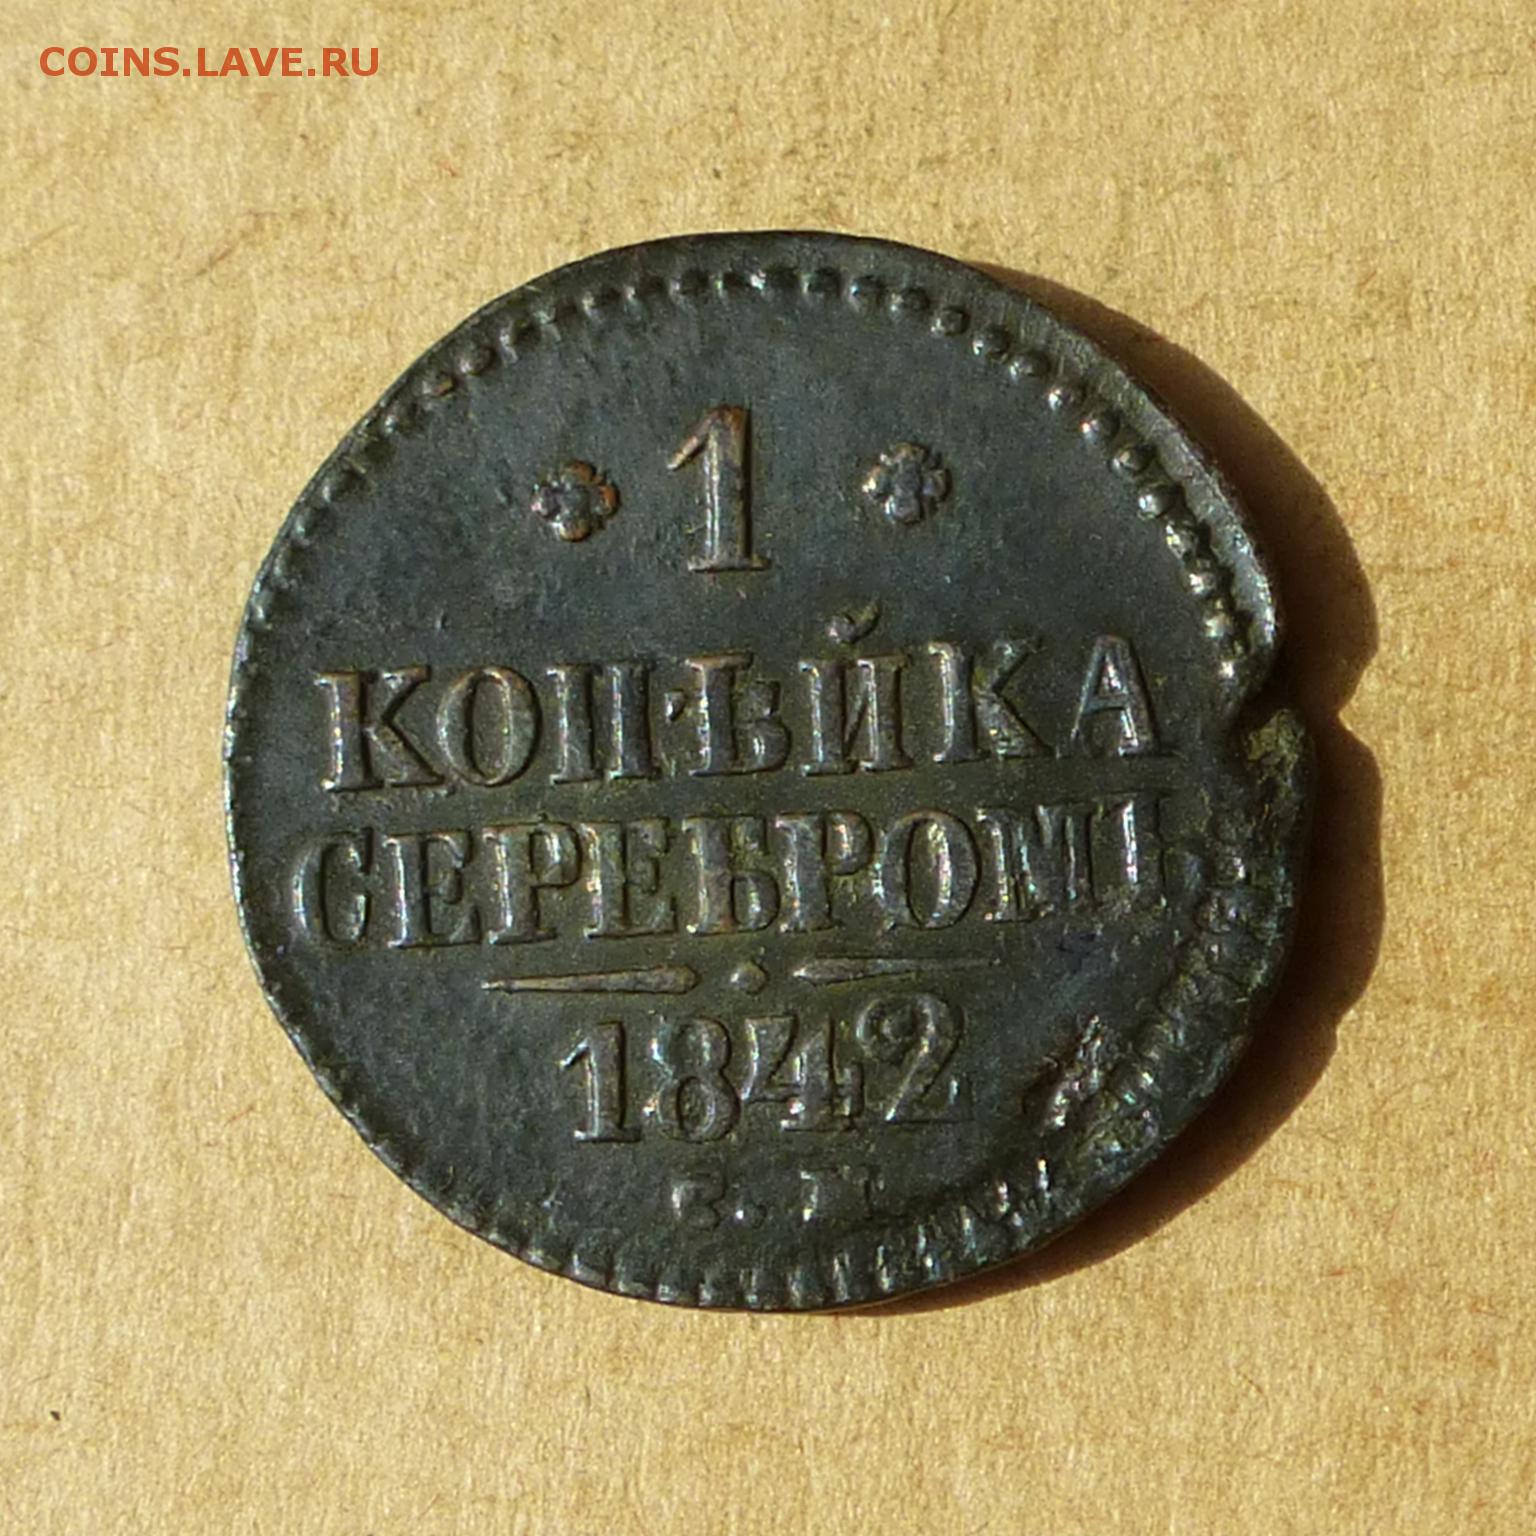 COINS.LAVE.RU
1
КОПѢЙКА
СЕРЕБРОМЪ
1842